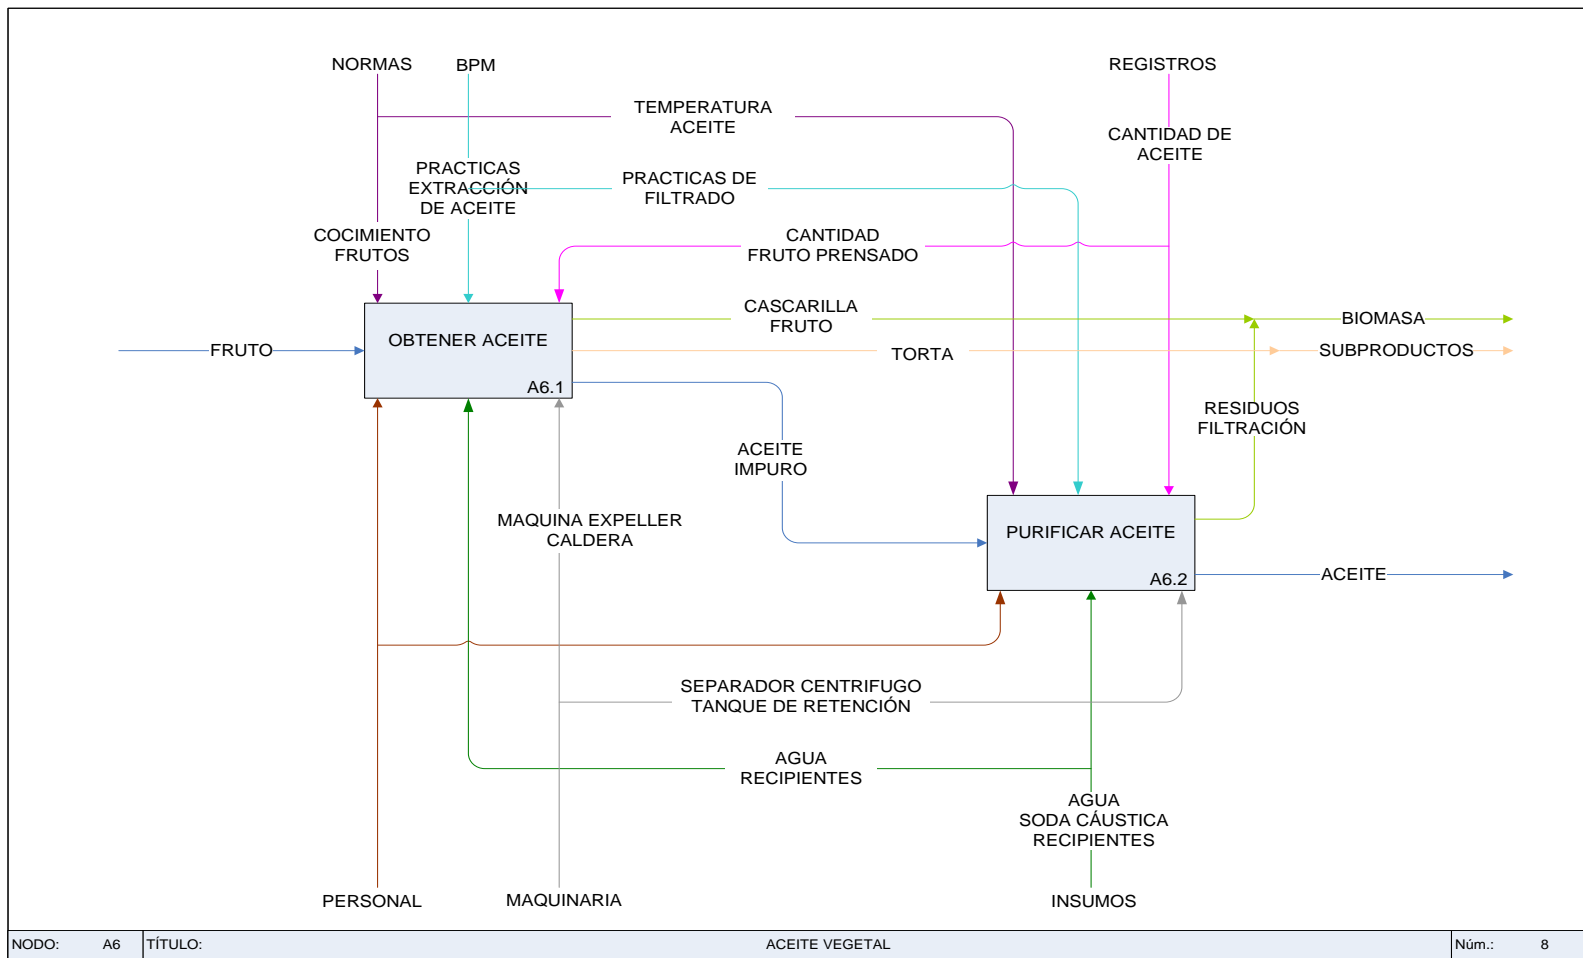 NORMAS
BPM
REGISTROS
TEMPERATURA
ACEITE
CANTIDAD DE
ACEITE
PRACTICAS
EXTRACCIÓN
DE ACEITE
PRACTICAS DE
FILTRADO
COCIMIENTO
FRUTOS
CANTIDAD
FRUTO PRENSADO
CASCARILLA
FRUTO
BIOMASA
OBTENER ACEITE
A6.1
FRUTO
TORTA
SUBPRODUCTOS
RESIDUOS
FILTRACIÓN
ACEITE
IMPURO
MAQUINA EXPELLER
CALDERA
PURIFICAR ACEITE
A6.2
ACEITE
SEPARADOR CENTRIFUGO
TANQUE DE RETENCIÓN
AGUA
RECIPIENTES
AGUA
SODA CÁUSTICA
RECIPIENTES
PERSONAL
MAQUINARIA
INSUMOS
NODO: A6 TÍTULO: ACEITE VEGETAL Núm.: 8